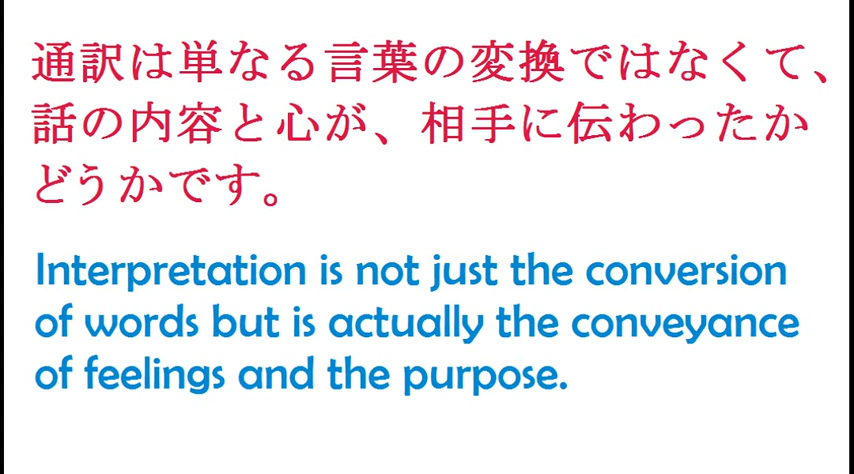 通訳は単なる言葉の変換ではなくて、
話の内容と心が、相手に伝わったか
どうかです。
Interpretation is not just the conversion
of words but is actually the conveyance
of feelings and the purpose.